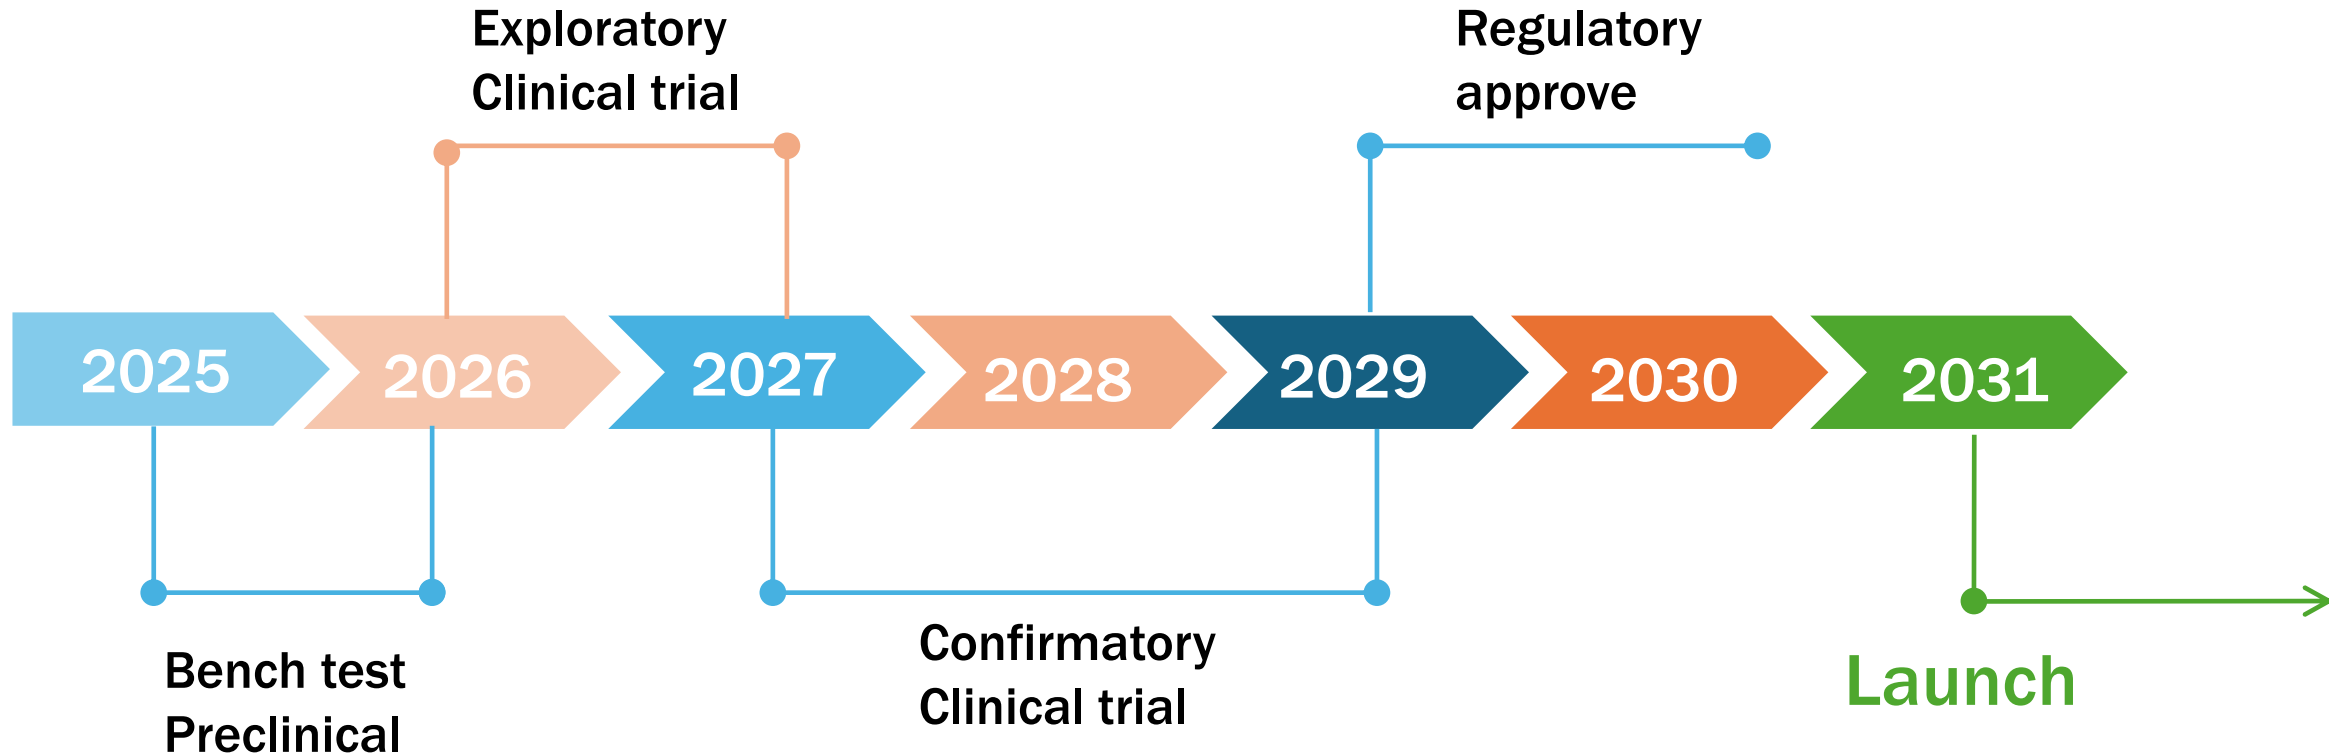 Exploratory
Clinical trial
Regulatory
approve
2025
2026
2027
2028
2029
2030
2031
Bench test
Preclinical
Confirmatory
Clinical trial
Launch